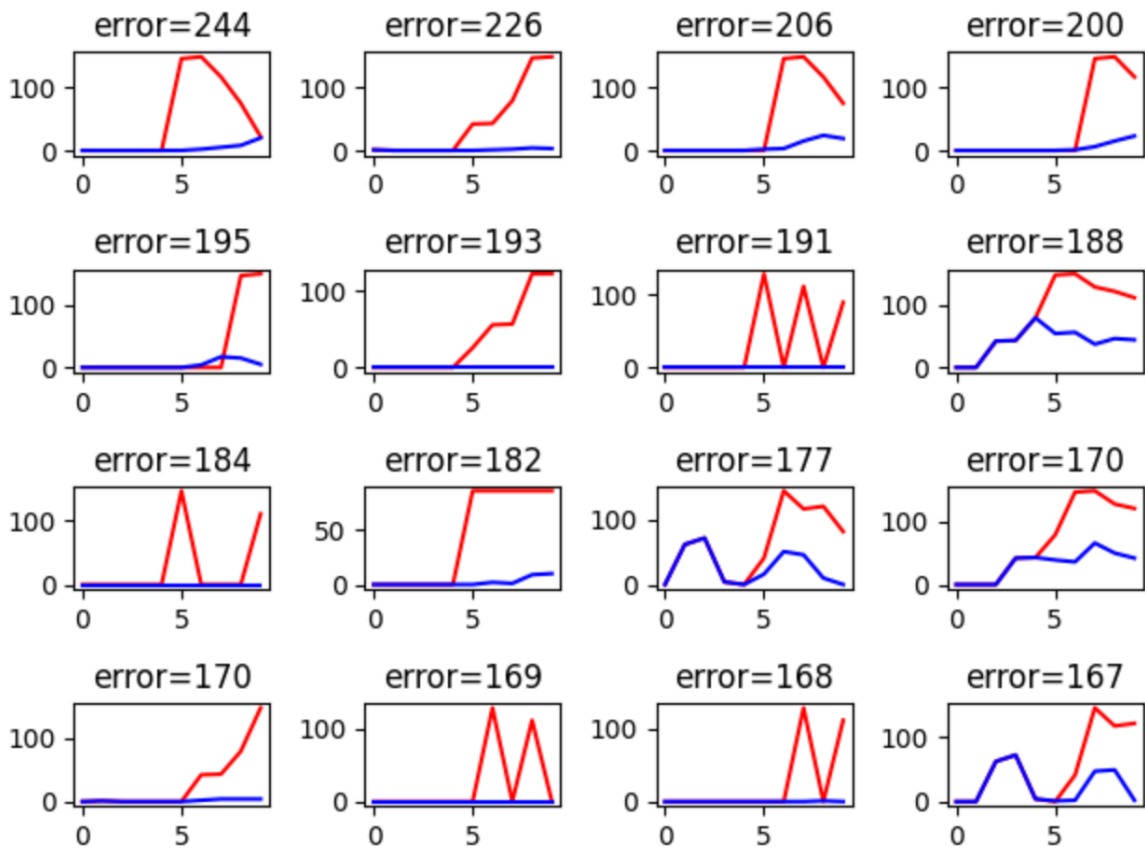 error=244 error=226 error=206 error=200
100 100 100 100
0 0 0 0
0 5 0 5 0 5 0 5
error=195 error=193 error=191 error=188
100 100 100 100
0 0 0 0
0 5 0 5 0 5 0 5
error=184 error=182 error=177 error=170
100 50 100 100
0 0 0 0
0 5 0 5 0 5 0 5
error=170 error=169 error=168 error=167
100 100 100 100
0 0 0 0
0 5 0 5 0 5 0 5